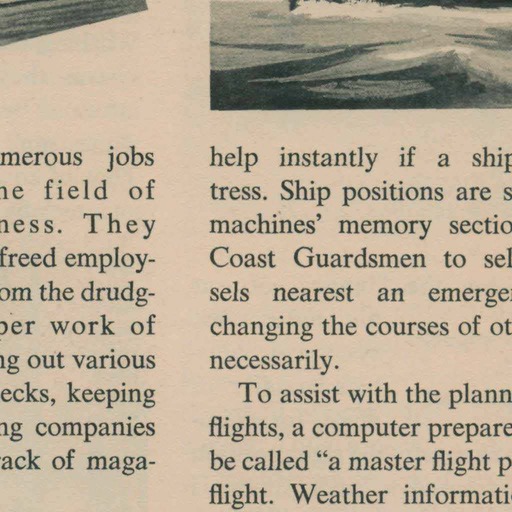 merous jobs
he field of
ness. They
freed employ-
om the drudg-
per work of
ng out various
ecks, keeping
ng companies
rack of maga-
help instantly if a ship
tress. Ship positions are s
machines’ memory sectio
Coast Guardsmen to sel
sels nearest an emerge
changing the courses of ot
necessarily.
To assist with the plann
flights, a computer prepare
be called “a master flight p
flight. Weather informati